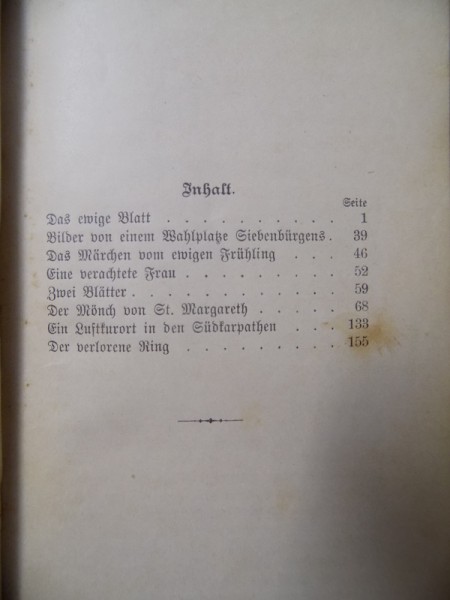 Inhalt.
Seite
Das ewige Blatt . . . . . . . . . . 1
Bilder von einem Wahlplatze Siebenbürgens . 39
Das Märchen vom ewigen Frühling . . . . 46
Eine verachtete Frau . . . . . . . . . 52
Zwei Blätter . . . . . . . . . . . 59
Der Mönch von St. Margareth . . . . . 68
Ein Luftkurort in den Südkarpathen . . . 133
Der verlorene Ring . . . . . . . . . 155